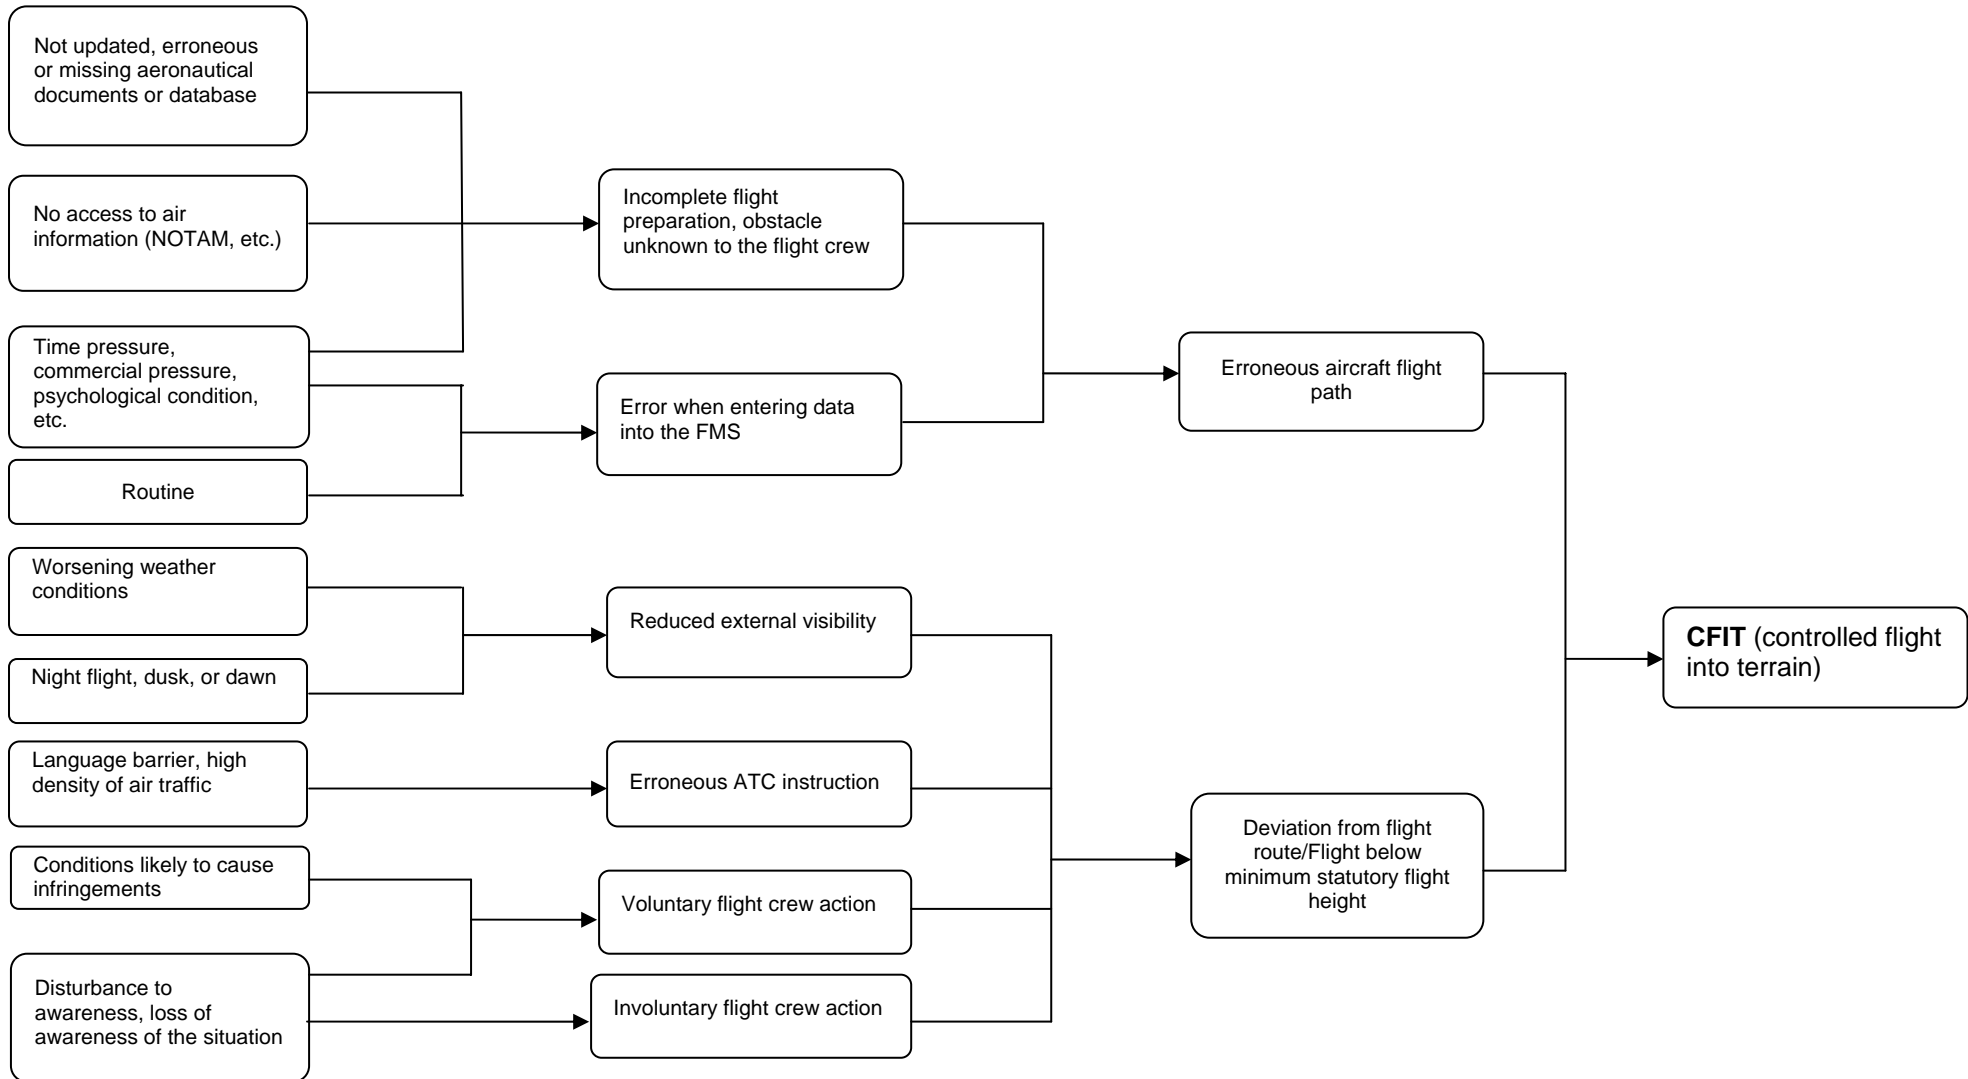 Not updated, erroneous
or missing aeronautical
documents or database
No access to air
information (NOTAM, etc.)
Time pressure,
commercial pressure,
psychological condition,
etc.
Routine
Worsening weather
conditions
Night flight, dusk, or dawn
Language barrier, high
density of air traffic
Conditions likely to cause
infringements
Disturbance to
awareness, loss of
awareness of the situation
Incomplete flight
preparation, obstacle
unknown to the flight crew
Error when entering data
into the FMS
Reduced external visibility
Erroneous ATC instruction
Voluntary flight crew action
Involuntary flight crew action
Erroneous aircraft flight
path
Deviation from flight
route/Flight below
minimum statutory flight
height
CFIT (controlled flight
into terrain)